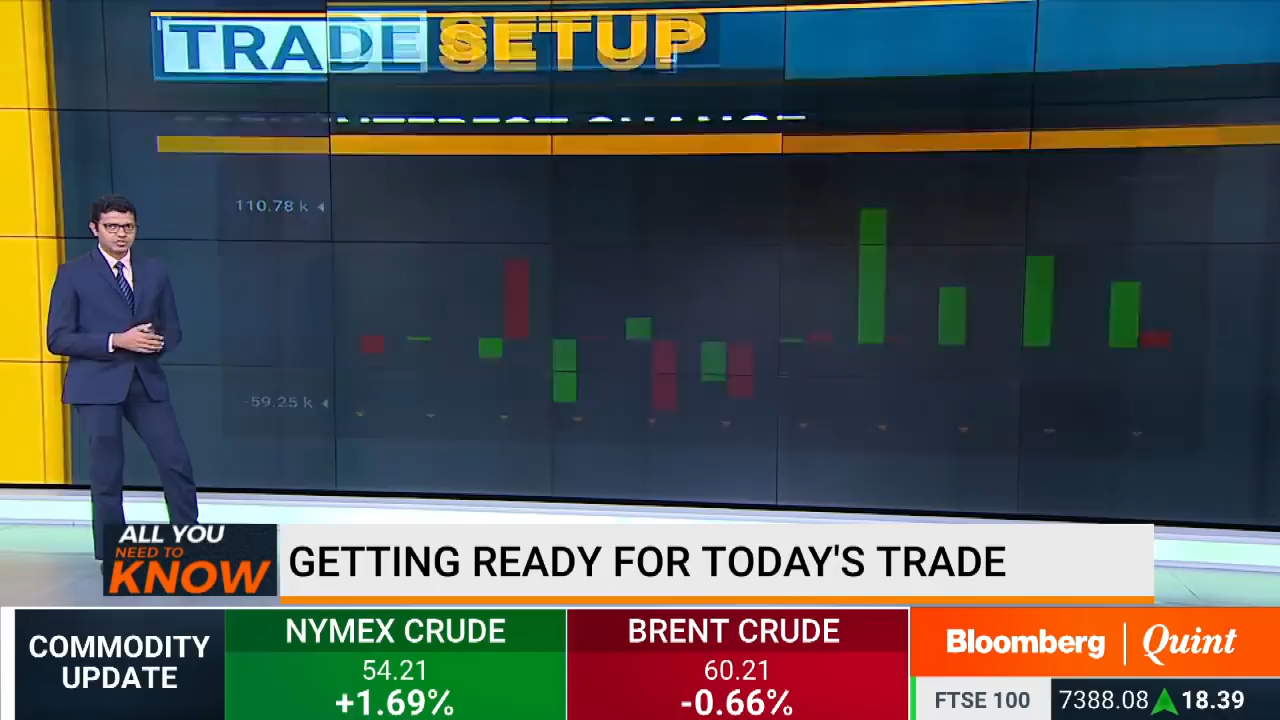 TRADE SETUP
110.78 k
-59.25 k
ALL YOU
NEED TO
KNOW
GETTING READY FOR TODAY'S TRADE
COMMODITY
UPDATE
NYMEX CRUDE
54.21
+1.69%
BRENT CRUDE
60.21
-0.66%
Bloomberg | Quint
FTSE 100 7388.08 18.39